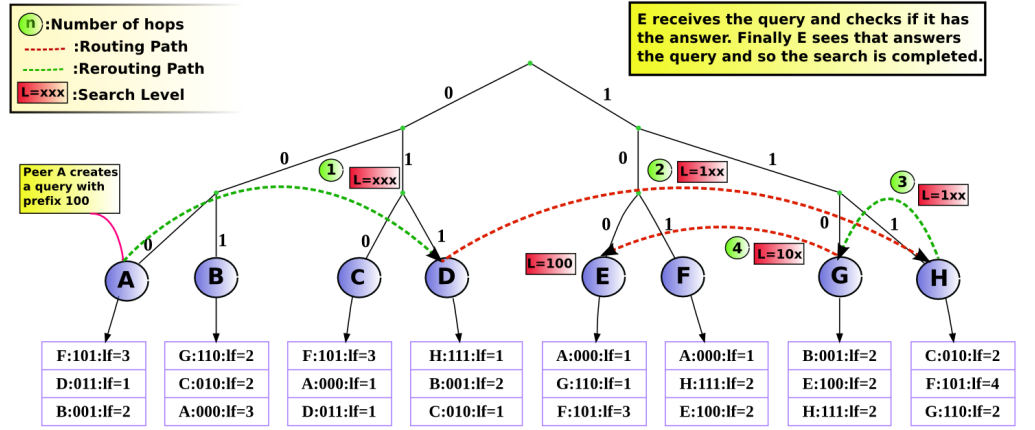 n :Number of hops
:Routing Path
:Rerouting Path
L=xxx :Search Level
E receives the query and checks if it has
the answer. Finally E sees that answers
the query and so the search is completed.
0
1
0
1
0
1
Peer A creates
a query with
prefix 100
1
L=xxx
2
L=1xx
3
L=1xx
0
1
0
1
0
1
0
1
4
L=10x
L=100
A
B
C
D
E
F
G
H
F:101:lf=3
D:011:lf=1
B:001:lf=2
G:110:lf=2
C:010:lf=2
A:000:lf=3
F:101:lf=3
A:000:lf=1
D:011:lf=1
H:111:lf=1
B:001:lf=2
C:010:lf=1
A:000:lf=1
G:110:lf=1
F:101:lf=3
A:000:lf=1
H:111:lf=2
E:100:lf=2
B:001:lf=2
E:100:lf=2
H:111:lf=2
C:010:lf=2
F:101:lf=4
G:110:lf=2